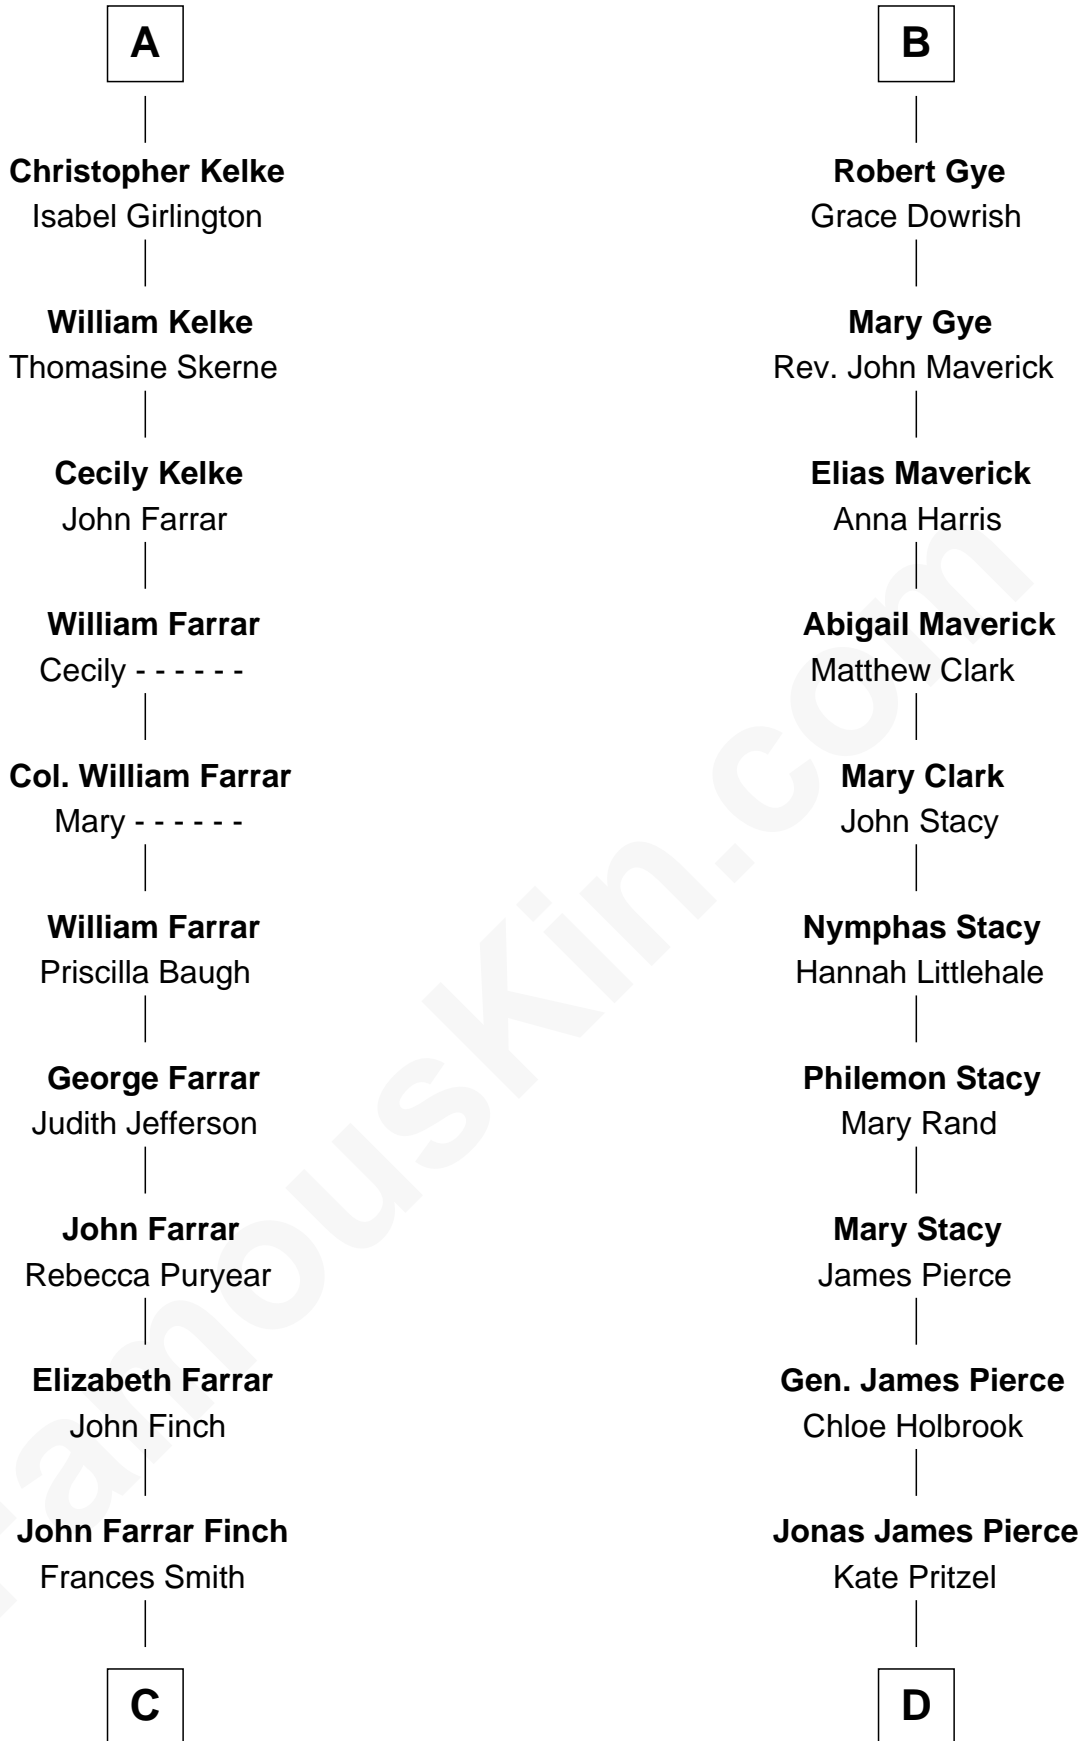 A
Christopher Kelke
Isabel Girlington
William Kelke
Thomasine Skerne
Cecily Kelke
John Farrar
William Farrar
Cecily - - - - - -
Col. William Farrar
Mary - - - - - -
William Farrar
Priscilla Baugh
George Farrar
Judith Jefferson
John Farrar
Rebecca Puryear
Elizabeth Farrar
John Finch
John Farrar Finch
Frances Smith
C
B
Robert Gye
Grace Dowrish
Mary Gye
Rev. John Maverick
Elias Maverick
Anna Harris
Abigail Maverick
Matthew Clark
Mary Clark
John Stacy
Nymphas Stacy
Hannah Littlehale
Philemon Stacy
Mary Rand
Mary Stacy
James Pierce
Gen. James Pierce
Chloe Holbrook
Jonas James Pierce
Kate Pritzel
D
FamousKin.com